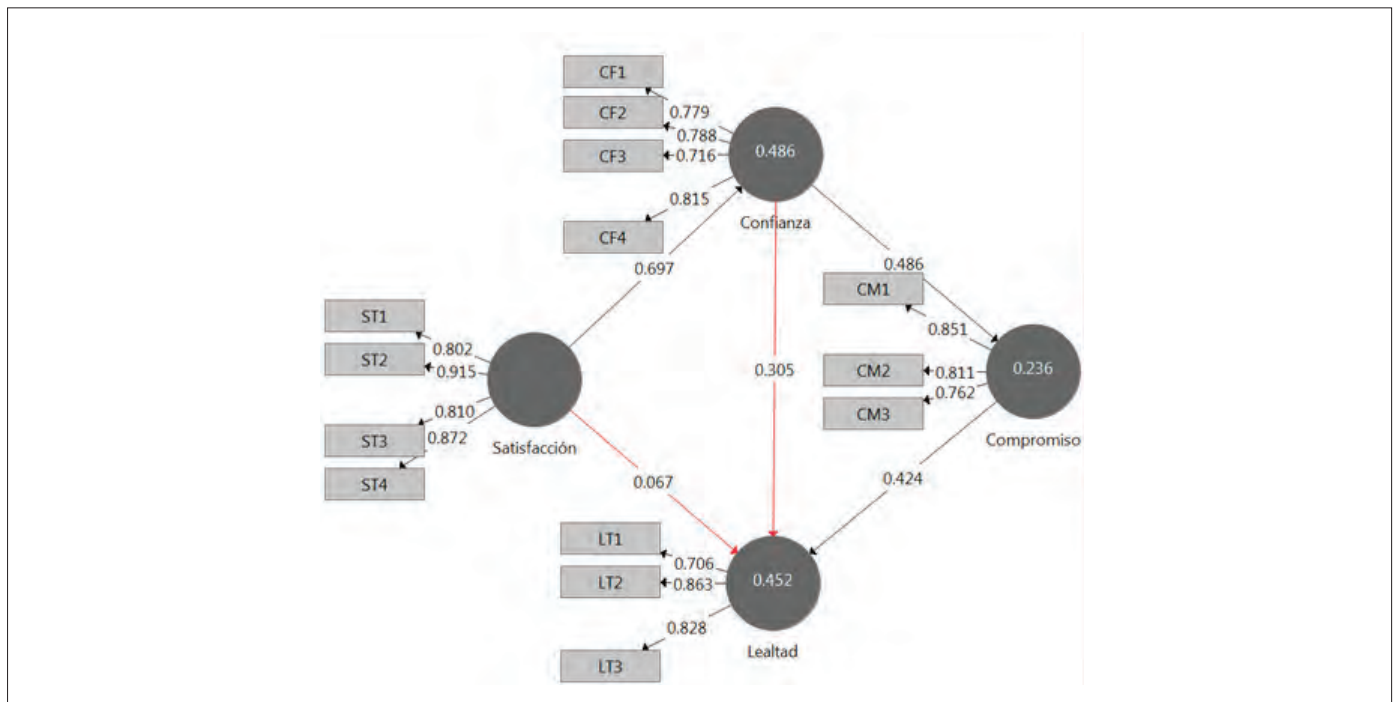 CF1
0.779
CF2
0.788
CF3
0.716
0.486
0.815
CF4
Confianza
0.697
0.486
CM1
0.851
ST1
0.802
ST2
0.915
0.305
CM2
0.811
0.236
CM3
0.762
0.810
ST3
0.872
Satisfacción
Compromiso
ST4
0.067
0.424
LT1
0.706
LT2
0.863
0.452
0.828
LT3
Lealtad